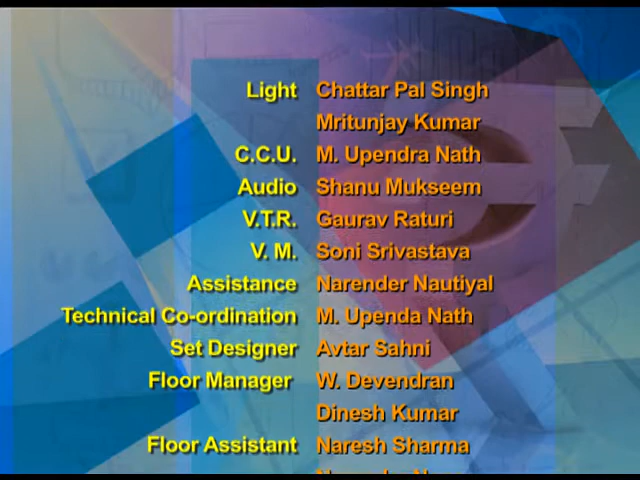 Light Chattar Pal Singh
Mritunjay Kumar
C.C.U. M. Upendra Nath
Audio Shanu Mukseem
V.T.R. Gaurav Raturi
V. M. Soni Srivastava
Assistance Narender Nautiyal
Technical Co-ordination M. Upenda Nath
Set Designer Avtar Sahni
Floor Manager W. Devendran
Dinesh Kumar
Floor Assistant Naresh Sharma